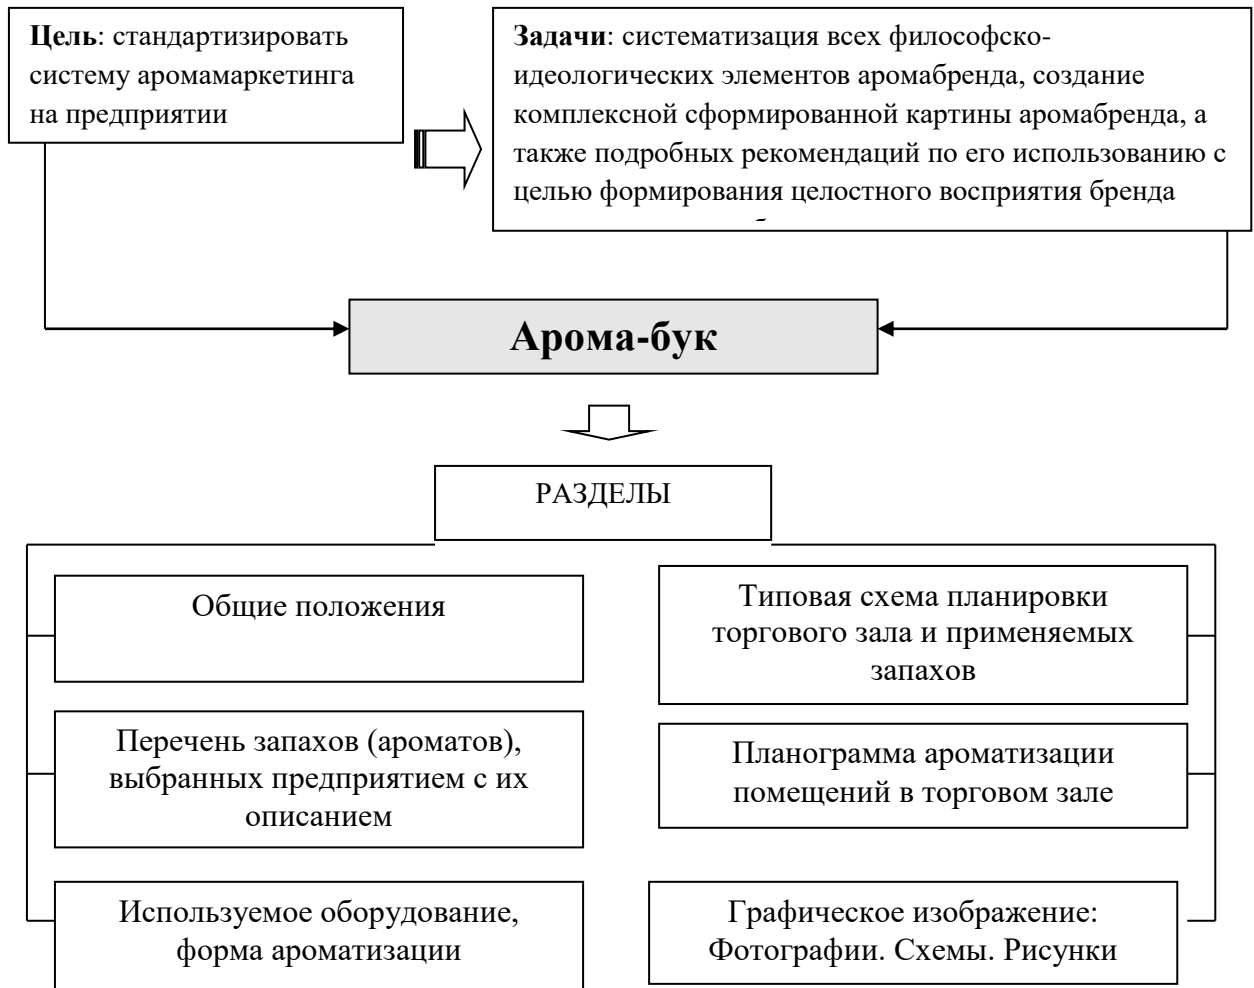 Цель: стандартизировать
систему аромамаркетинга
на предприятии
Задачи: систематизация всех философско-
идеологических элементов аромабренда, создание
комплексной сформированной картины аромабренда, а
также подробных рекомендаций по его использованию с
целью формирования целостного восприятия бренда
Арома-бук
РАЗДЕЛЫ
Общие положения
Перечень запахов (ароматов),
выбранных предприятием с их
описанием
Используемое оборудование,
форма ароматизации
Типовая схема планировки
торгового зала и применяемых
запахов
Планограмма ароматизации
помещений в торговом зале
Графическое изображение:
Фотографии. Схемы. Рисунки